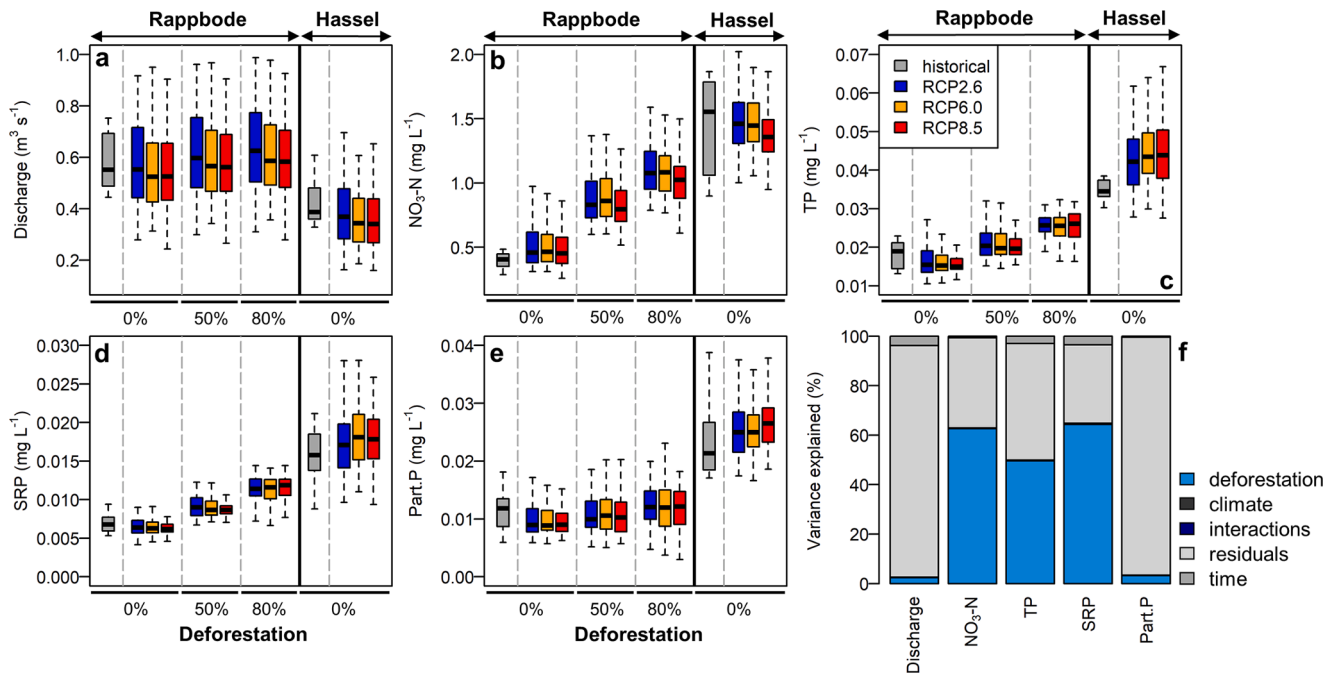 Rappbode Hassel
a
Discharge (m³ s⁻¹)
1.0
0.8
0.6
0.4
0.2
0% 50% 80% 0%
Rappbode Hassel
b
NO₃-N (mg L⁻¹)
2.0
1.5
1.0
0.5
0% 50% 80% 0%
Rappbode Hassel
historical
RCP2.6
RCP6.0
RCP8.5
TP (mg L⁻¹)
0.07
0.06
0.05
0.04
0.03
0.02
0.01
c
0% 50% 80% 0%
d
SRP (mg L⁻¹)
0.030
0.025
0.020
0.015
0.010
0.005
0.000
0% 50% 80% 0%
Deforestation
e
Part.P (mg L⁻¹)
0.04
0.03
0.02
0.01
0.00
0% 50% 80% 0%
Deforestation
f
Variance explained (%)
100
80
60
40
20
0
Discharge
NO₃-N
TP
SRP
Part.P
deforestation
climate
interactions
residuals
time